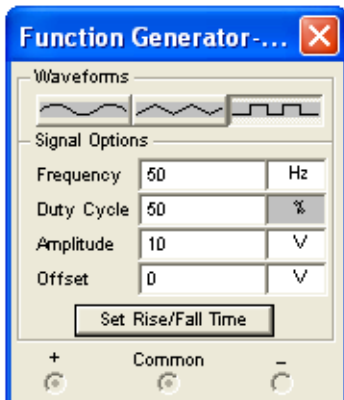 Function Generator-...
Waveforms
Signal Options
Frequency 50 Hz
Duty Cycle 50 %
Amplitude 10 V
Offset 0 V
Set Rise/Fall Time
+ Common –